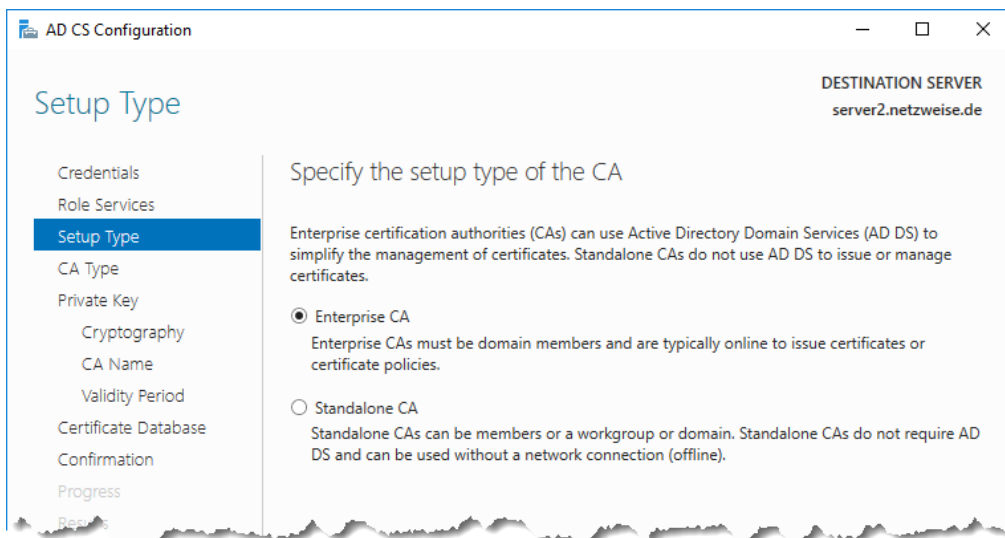 AD CS Configuration
DESTINATION SERVER
server2.netzweise.de
Setup Type
Credentials
Role Services
Setup Type
CA Type
Private Key
Cryptography
CA Name
Validity Period
Certificate Database
Confirmation
Progress
Specify the setup type of the CA
Enterprise certification authorities (CAs) can use Active Directory Domain Services (AD DS) to
simplify the management of certificates. Standalone CAs do not use AD DS to issue or manage
certificates.
Enterprise CA
Enterprise CAs must be domain members and are typically online to issue certificates or
certificate policies.
Standalone CA
Standalone CAs can be members or a workgroup or domain. Standalone CAs do not require AD
DS and can be used without a network connection (offline).